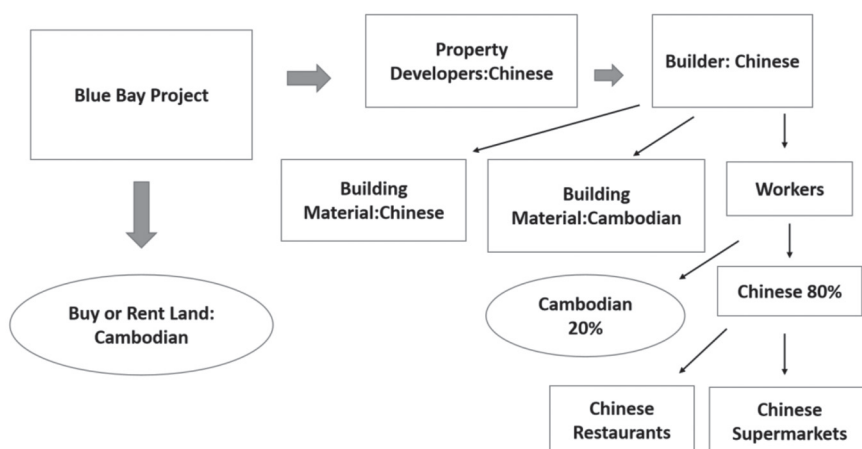 Blue Bay Project
Property
Developers:Chinese
Builder: Chinese
Building
Material:Chinese
Building
Material:Cambodian
Workers
Buy or Rent Land:
Cambodian
Cambodian
20%
Chinese 80%
Chinese
Restaurants
Chinese
Supermarkets